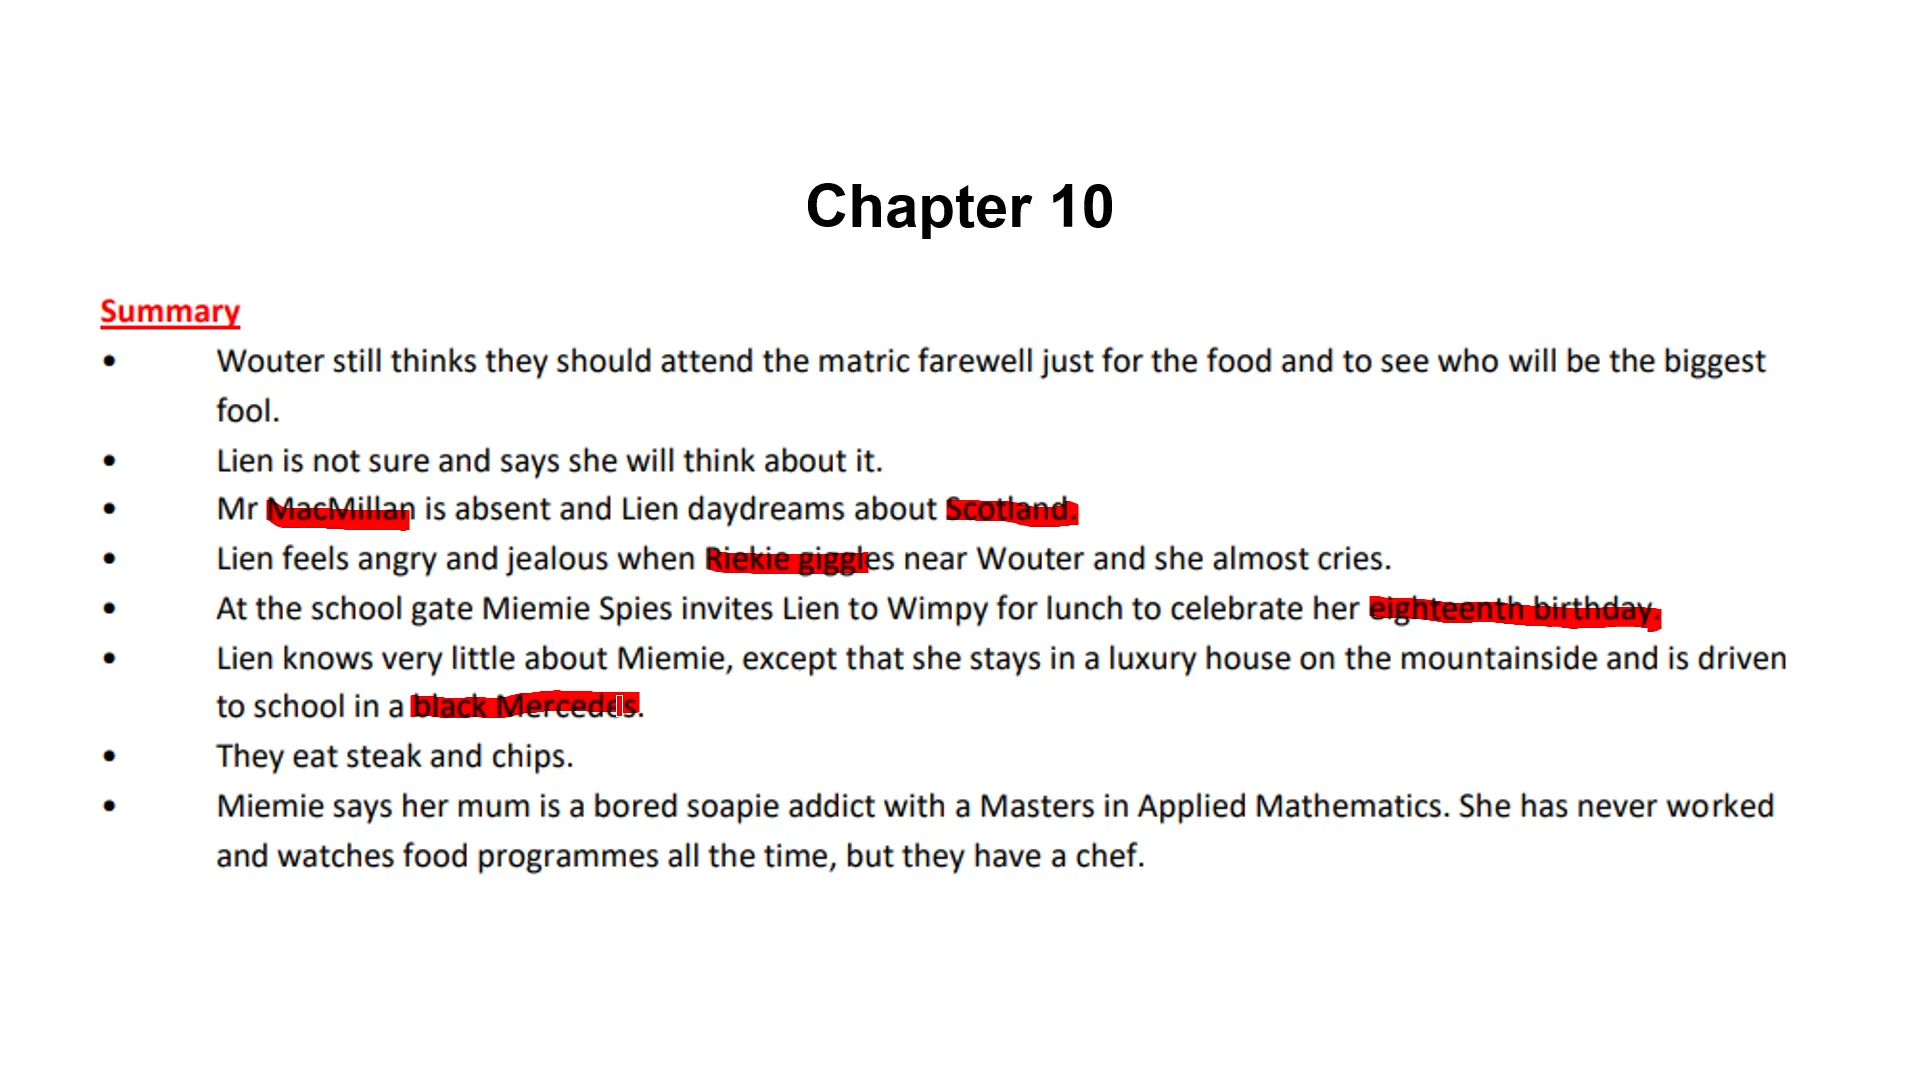 Chapter 10
Summary
• Wouter still thinks they should attend the matric farewell just for the food and to see who will be the biggest
fool.
• Lien is not sure and says she will think about it.
• Mr MacMillan is absent and Lien daydreams about Scotland.
• Lien feels angry and jealous when Riekie giggles near Wouter and she almost cries.
• At the school gate Miemie Spies invites Lien to Wimpy for lunch to celebrate her eighteenth birthday.
• Lien knows very little about Miemie, except that she stays in a luxury house on the mountainside and is driven
to school in a black Mercedes.
• They eat steak and chips.
• Miemie says her mum is a bored soapie addict with a Masters in Applied Mathematics. She has never worked
and watches food programmes all the time, but they have a chef.